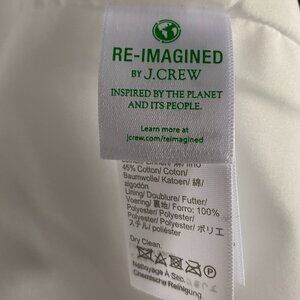 RE-IMAGINED
BY J.CREW
INSPIRED BY THE PLANET
AND ITS PEOPLE.
Learn more at
jcrew.com/reimagined
45% Cotton/ Coton/
Baumwolle/ Katoen/ 綿/
algodón
Lining/ Doublure/ Futter/
Voering/ 裏地/ Forro: 100%
Polyester/ Polyester/
Polyester/ Polyester/ ポリエ
ステル/ poliéster
Dry Clean.
Nettoyage À Sec.
Chemische Reinigung